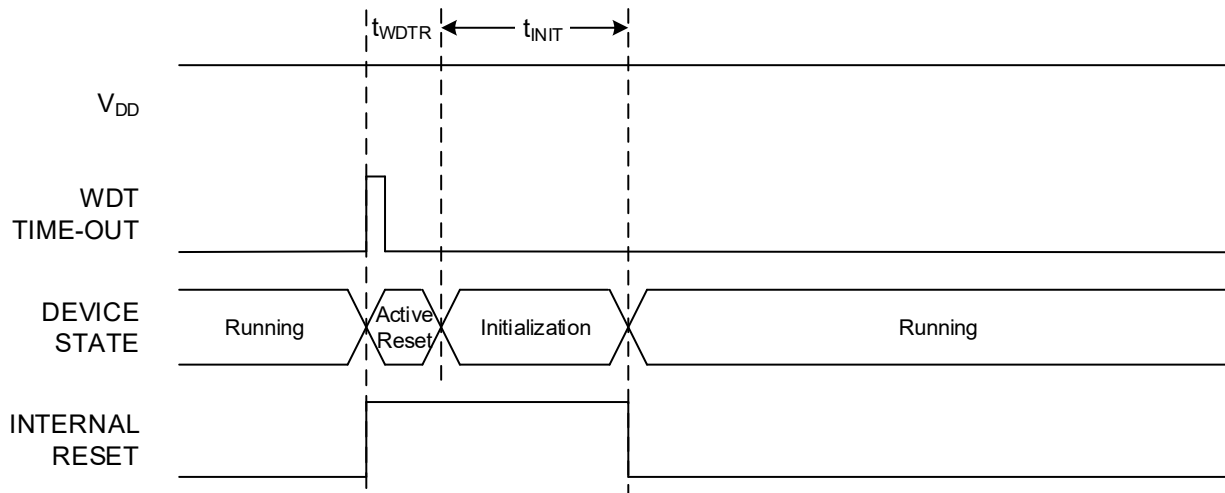 tWDTR
tINIT
VDD
WDT
TIME-OUT
DEVICE
STATE
Running
Active
Reset
Initialization
Running
INTERNAL
RESET